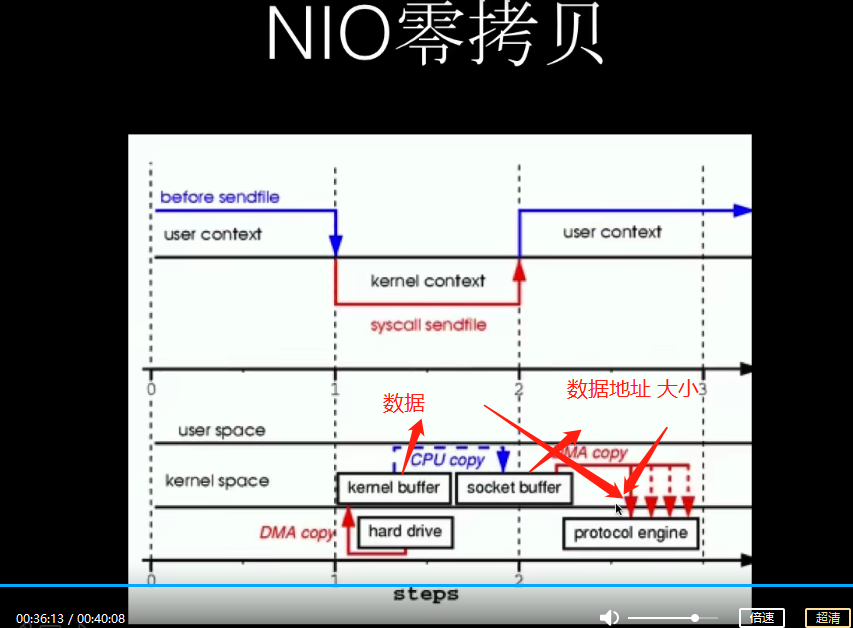 NIO零拷贝
before sendfile
user context
user context
kernel context
syscall sendfile
0 1 2 3
数据
数据地址 大小
user space
CPU copy
DMA copy
kernel space
kernel buffer
socket buffer
DMA copy
hard drive
protocol engine
0 1 2
steps
00:36:13 / 00:40:08
倍速
超清